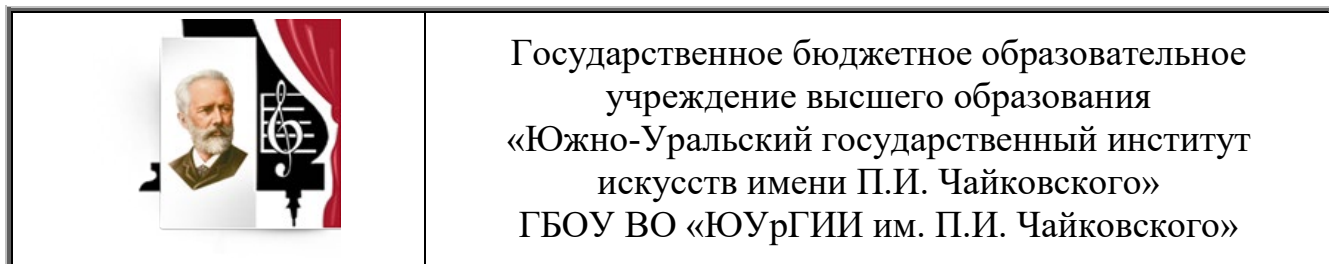 Государственное бюджетное образовательное
учреждение высшего образования
«Южно-Уральский государственный институт
искусств имени П.И. Чайковского»
ГБОУ ВО «ЮУрГИИ им. П.И. Чайковского»